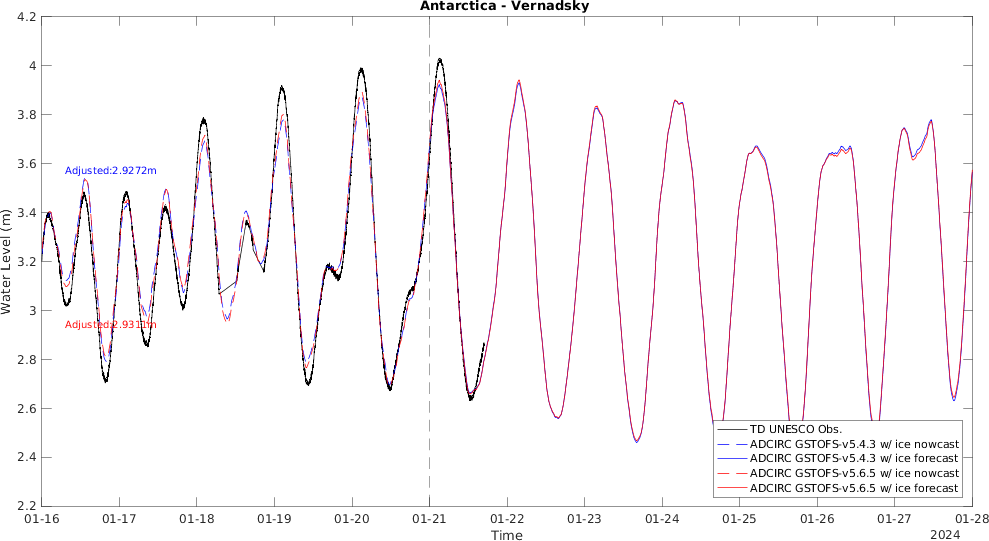 Antarctica - Vernadsky
4.2
4
3.8
3.6
3.4
3.2
3
2.8
2.6
2.4
2.2
Water Level (m)
Adjusted:2.9272m
Adjusted:2.9311m
TD UNESCO Obs.
ADCIRC GSTOFS-v5.4.3 w/ ice nowcast
ADCIRC GSTOFS-v5.4.3 w/ ice forecast
ADCIRC GSTOFS-v5.6.5 w/ ice nowcast
ADCIRC GSTOFS-v5.6.5 w/ ice forecast
01-16 01-17 01-18 01-19 01-20 01-21 01-22 01-23 01-24 01-25 01-26 01-27 01-28
Time
2024